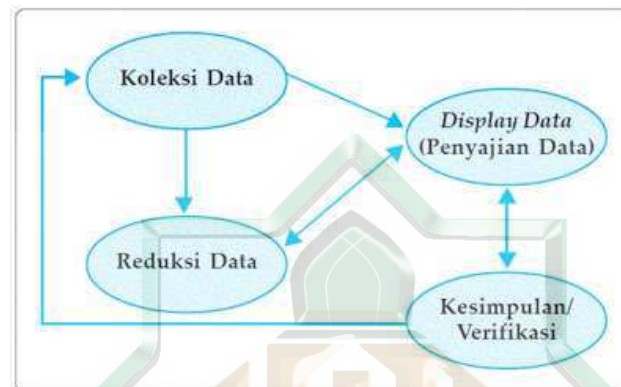 Koleksi Data
Display Data
(Penyajian Data)
Reduksi Data
Kesimpulan/
Verifikasi